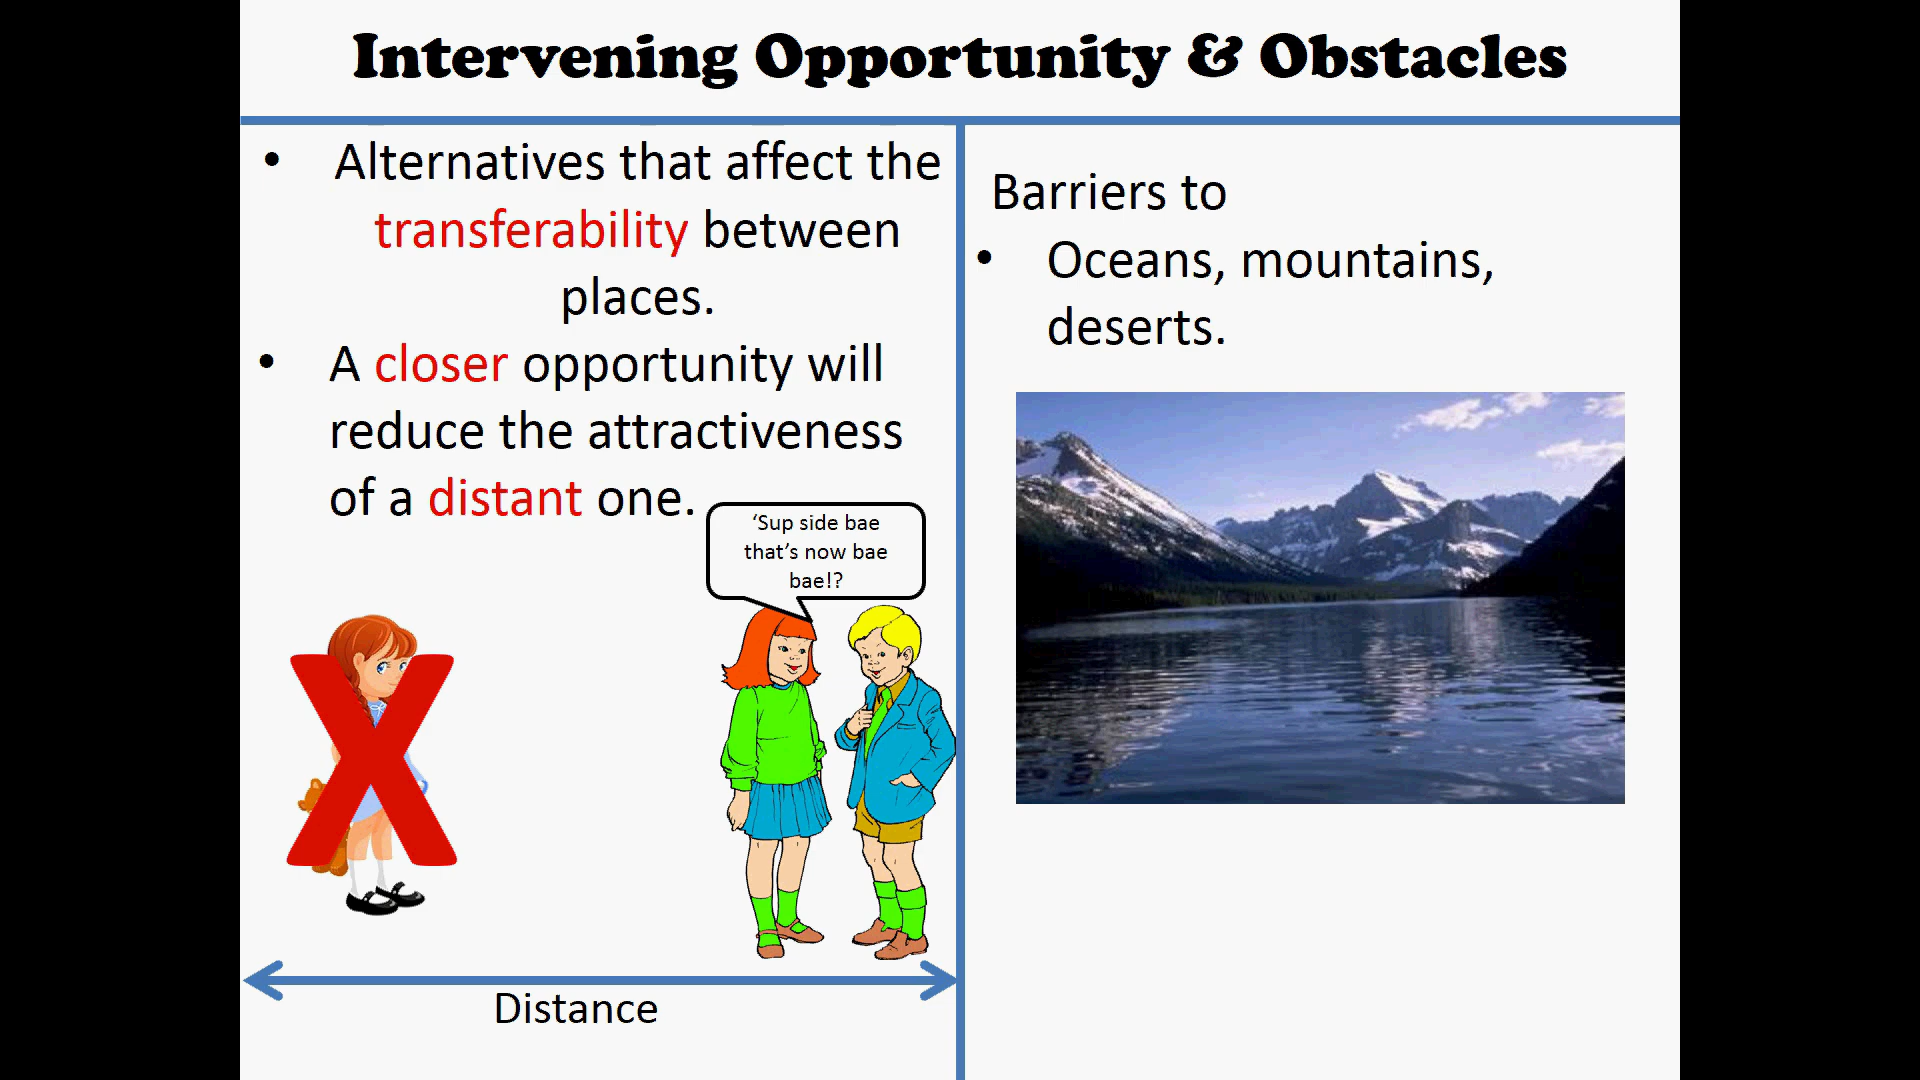 Intervening Opportunity & Obstacles
• Alternatives that affect the
transferability between
places.
• A closer opportunity will
reduce the attractiveness
of a distant one.
‘Sup side bae
that’s now bae
bae!?
X
Distance
Barriers to
• Oceans, mountains,
deserts.